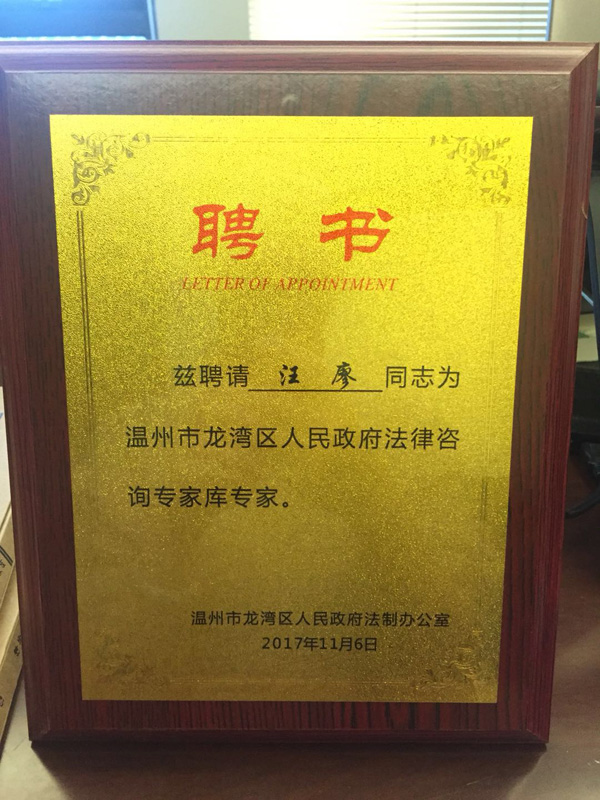 聘 书
LETTER OF APPOINTMENT
兹聘请 汪 廖 同志为
温州市龙湾区人民政府法律咨
询专家库专家。
温州市龙湾区人民政府法制办公室
2017年11月6日